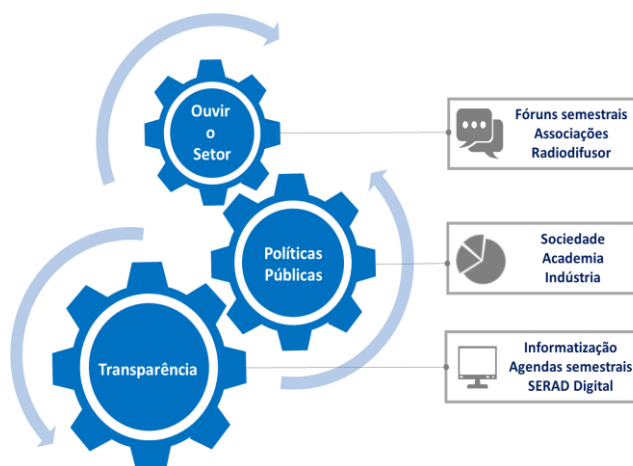 Ouvir
o
Setor
Fóruns semestrais
Associações
Radiodifusor
Políticas
Públicas
Sociedade
Academia
Indústria
Transparência
Informatização
Agendas semestrais
SERAD Digital